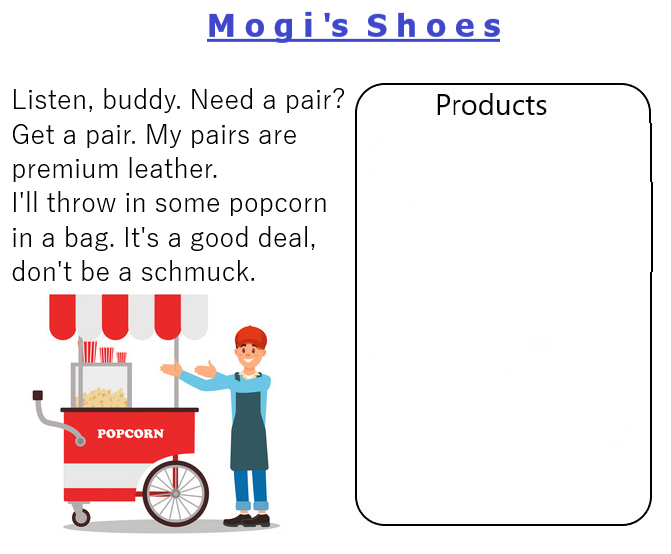 Mogi's Shoes
Listen, buddy. Need a pair?
Get a pair. My pairs are
premium leather.
I'll throw in some popcorn
in a bag. It's a good deal,
don't be a schmuck.
POPCORN
Products